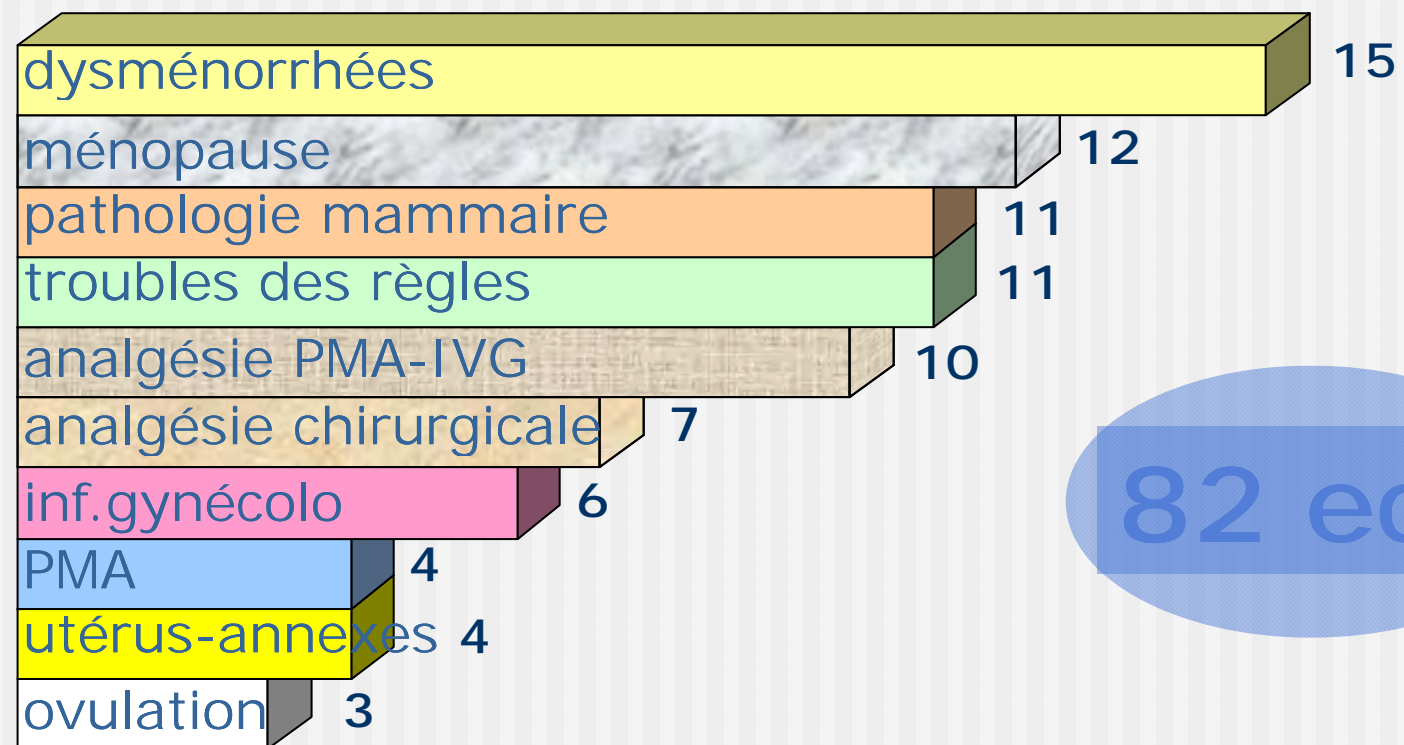 dysménorrhées 15
ménopause 12
pathologie mammaire 11
troubles des règles 11
analgésie PMA-IVG 10
analgésie chirurgicale 7
inf.gynécolo 6
82
PMA 4
utérus-annexes 4
ovulation 3